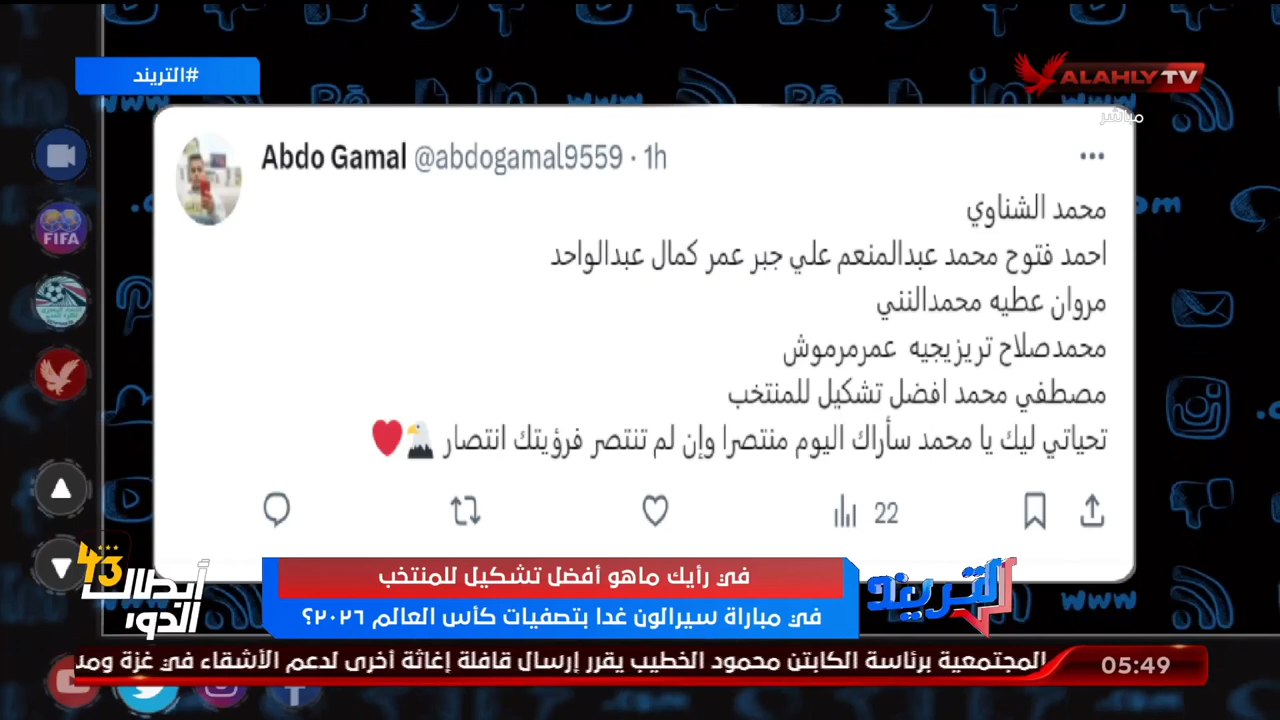 #التريند
ALAHLY TV
مباشر
Abdo Gamal @abdogamal9559 · 1h
محمد الشناوي
احمد فتوح محمد عبدالمنعم علي جبر عمر كمال عبدالواحد
مروان عطيه محمدالنني
محمدصلاح تريزيجيه عمرمرموش
مصطفي محمد افضل تشكيل للمنتخب
تحياتي ليك يا محمد سأراك اليوم منتصرا وإن لم تنتصر فرؤيتك انتصار 🦅❤️
22
FIFA
43
أبطال الدوري
في رأيك ماهو أفضل تشكيل للمنتخب
في مباراة سيرالون غدا بتصفيات كأس العالم ٢٠٢٦؟
التريند
المجتمعية برئاسة الكابتن محمود الخطيب يقرر إرسال قافلة إغاثة أخرى لدعم الأشقاء في غزة ومد
05:49
www
www